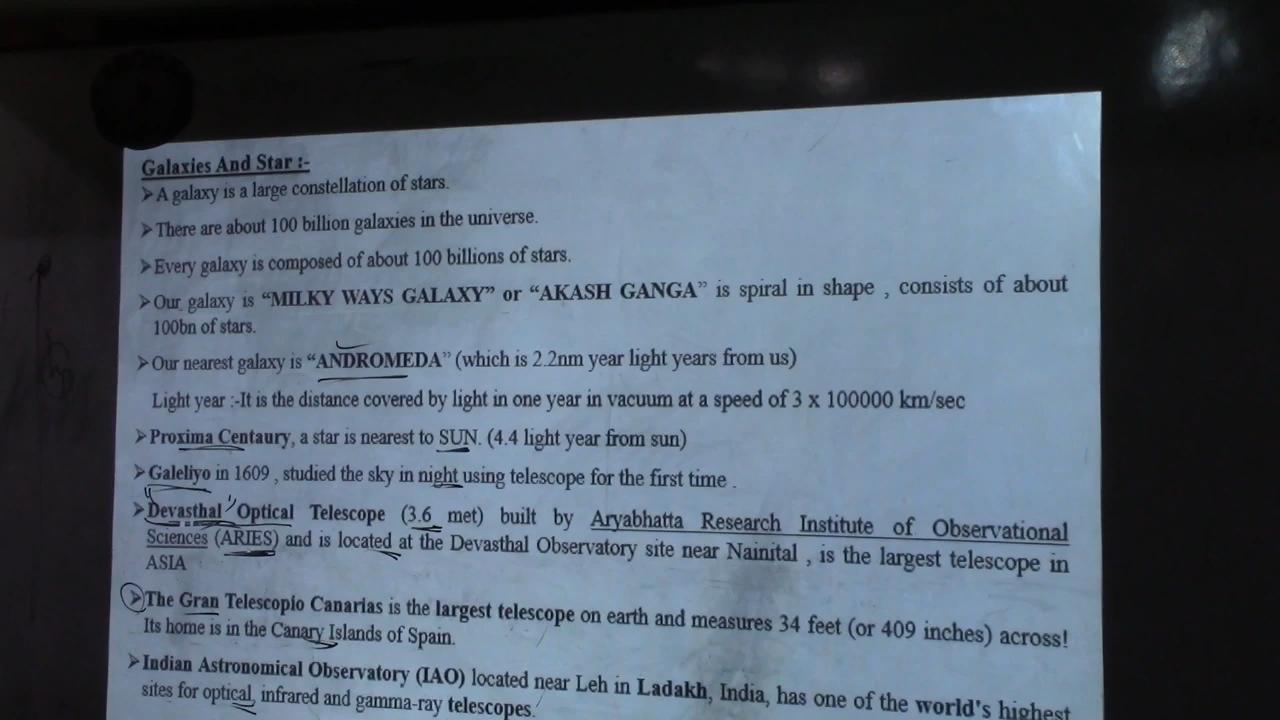 Galaxies And Star :-
➢A galaxy is a large constellation of stars.
➢There are about 100 billion galaxies in the universe.
➢Every galaxy is composed of about 100 billions of stars.
➢Our galaxy is “MILKY WAYS GALAXY” or “AKASH GANGA” is spiral in shape , consists of about
100bn of stars.
➢Our nearest galaxy is “ANDROMEDA” (which is 2.2nm year light years from us)
Light year :-It is the distance covered by light in one year in vacuum at a speed of 3 x 100000 km/sec
➢Proxima Centaury, a star is nearest to SUN. (4.4 light year from sun)
➢Galeliyo in 1609 , studied the sky in night using telescope for the first time .
➢Devasthal Optical Telescope (3.6 met) built by Aryabhatta Research Institute of Observational
Sciences (ARIES) and is located at the Devasthal Observatory site near Nainital , is the largest telescope in
ASIA
➢The Gran Telescopio Canarias is the largest telescope on earth and measures 34 feet (or 409 inches) across!
Its home is in the Canary Islands of Spain.
➢Indian Astronomical Observatory (IAO) located near Leh in Ladakh, India, has one of the world's highest
sites for optical, infrared and gamma-ray telescopes.